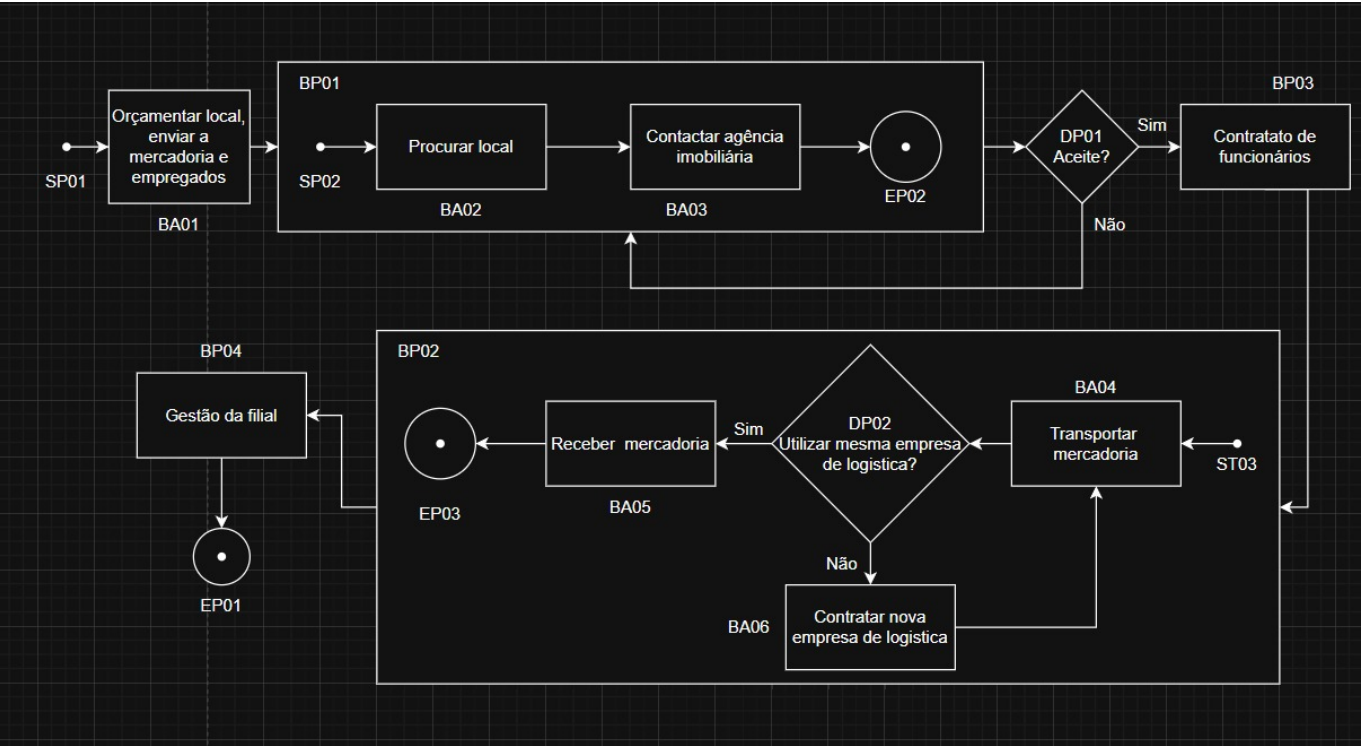 BP01
BP03
Orçamentar local,
enviar a
mercadoria e
empregados
SP01
BA01
SP02
Procurar local
BA02
Contactar agência
imobiliária
BA03
EP02
DP01
Aceite?
Sim
Não
Contratato de
funcionários
BP04
Gestão da filial
EP01
BP02
BA04
Transportar
mercadoria
ST03
DP02
Utilizar mesma empresa
de logistica?
Sim
Não
Receber mercadoria
BA05
EP03
BA06
Contratar nova
empresa de logistica